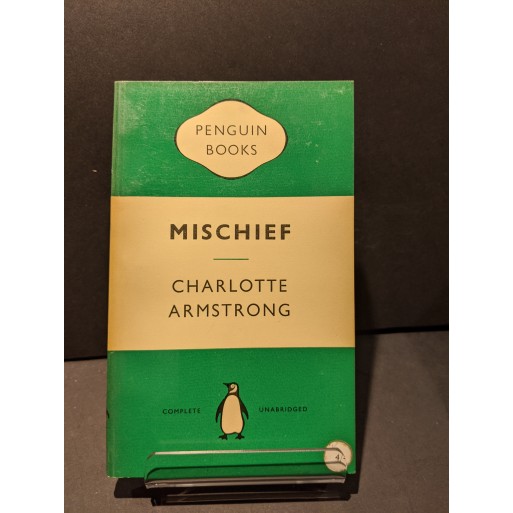 PENGUIN
BOOKS
MISCHIEF
CHARLOTTE
ARMSTRONG
COMPLETE UNABRIDGED